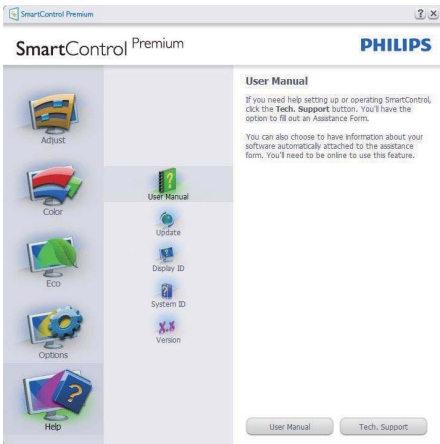 SmartControl Premium
SmartControl Premium
PHILIPS
Adjust
Color
Eco
Options
Help
User Manual
Update
Display ID
System ID
X.X
Version
User Manual
If you need help setting up or operating SmartControl,
click the Tech. Support button. You'll have the
option to fill out an Assistance Form.
You can also choose to have information about your
software automatically attached to the assistance
form. You'll need to be online to use this feature.
User Manual
Tech. Support